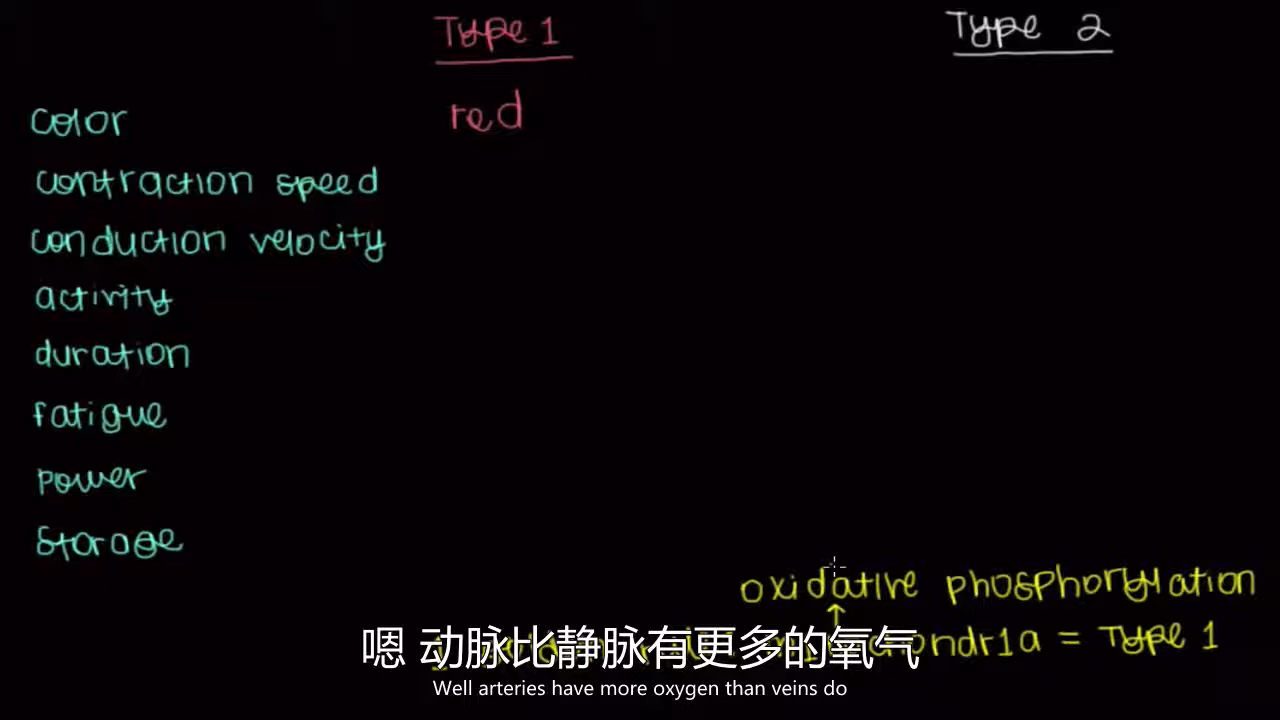 Type 1 Type 2
color red
contraction speed
conduction velocity
activity
duration
fatigue
power
storage
oxidative phosphorylation
chondria = Type 1
嗯 动脉比静脉有更多的氧气
Well arteries have more oxygen than veins do